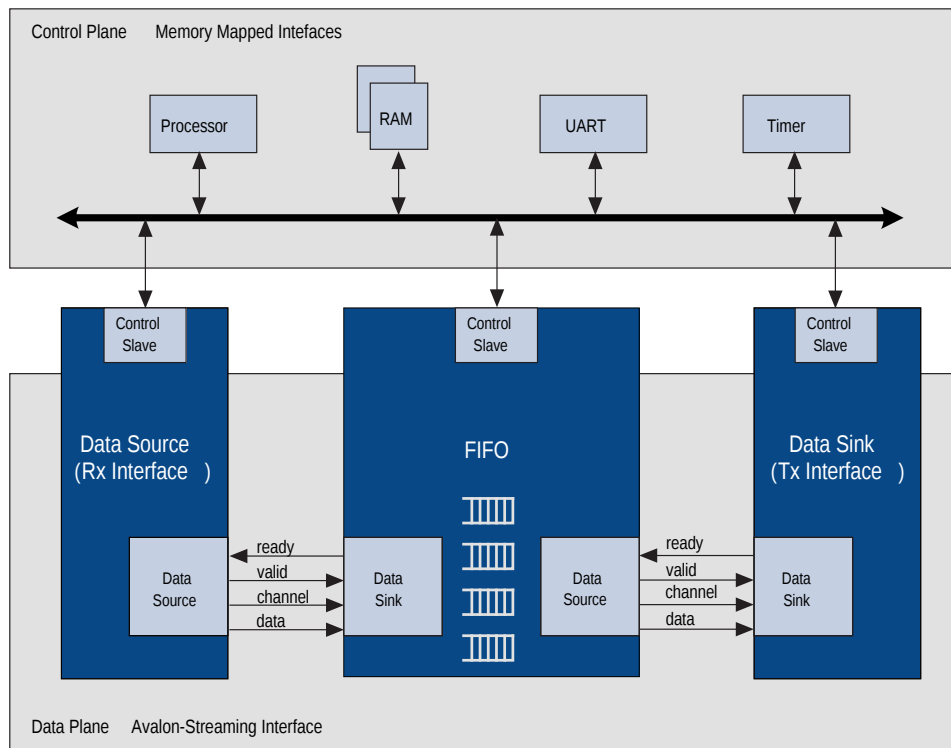 Control Plane Memory Mapped Intefaces
Processor
RAM
UART
Timer
Control
Slave
Control
Slave
Control
Slave
Data Source
(Rx Interface )
FIFO
Data Sink
(Tx Interface )
Data
Source
ready
valid
channel
data
Data
Sink
Data
Source
ready
valid
channel
data
Data
Sink
Data Plane Avalon-Streaming Interface